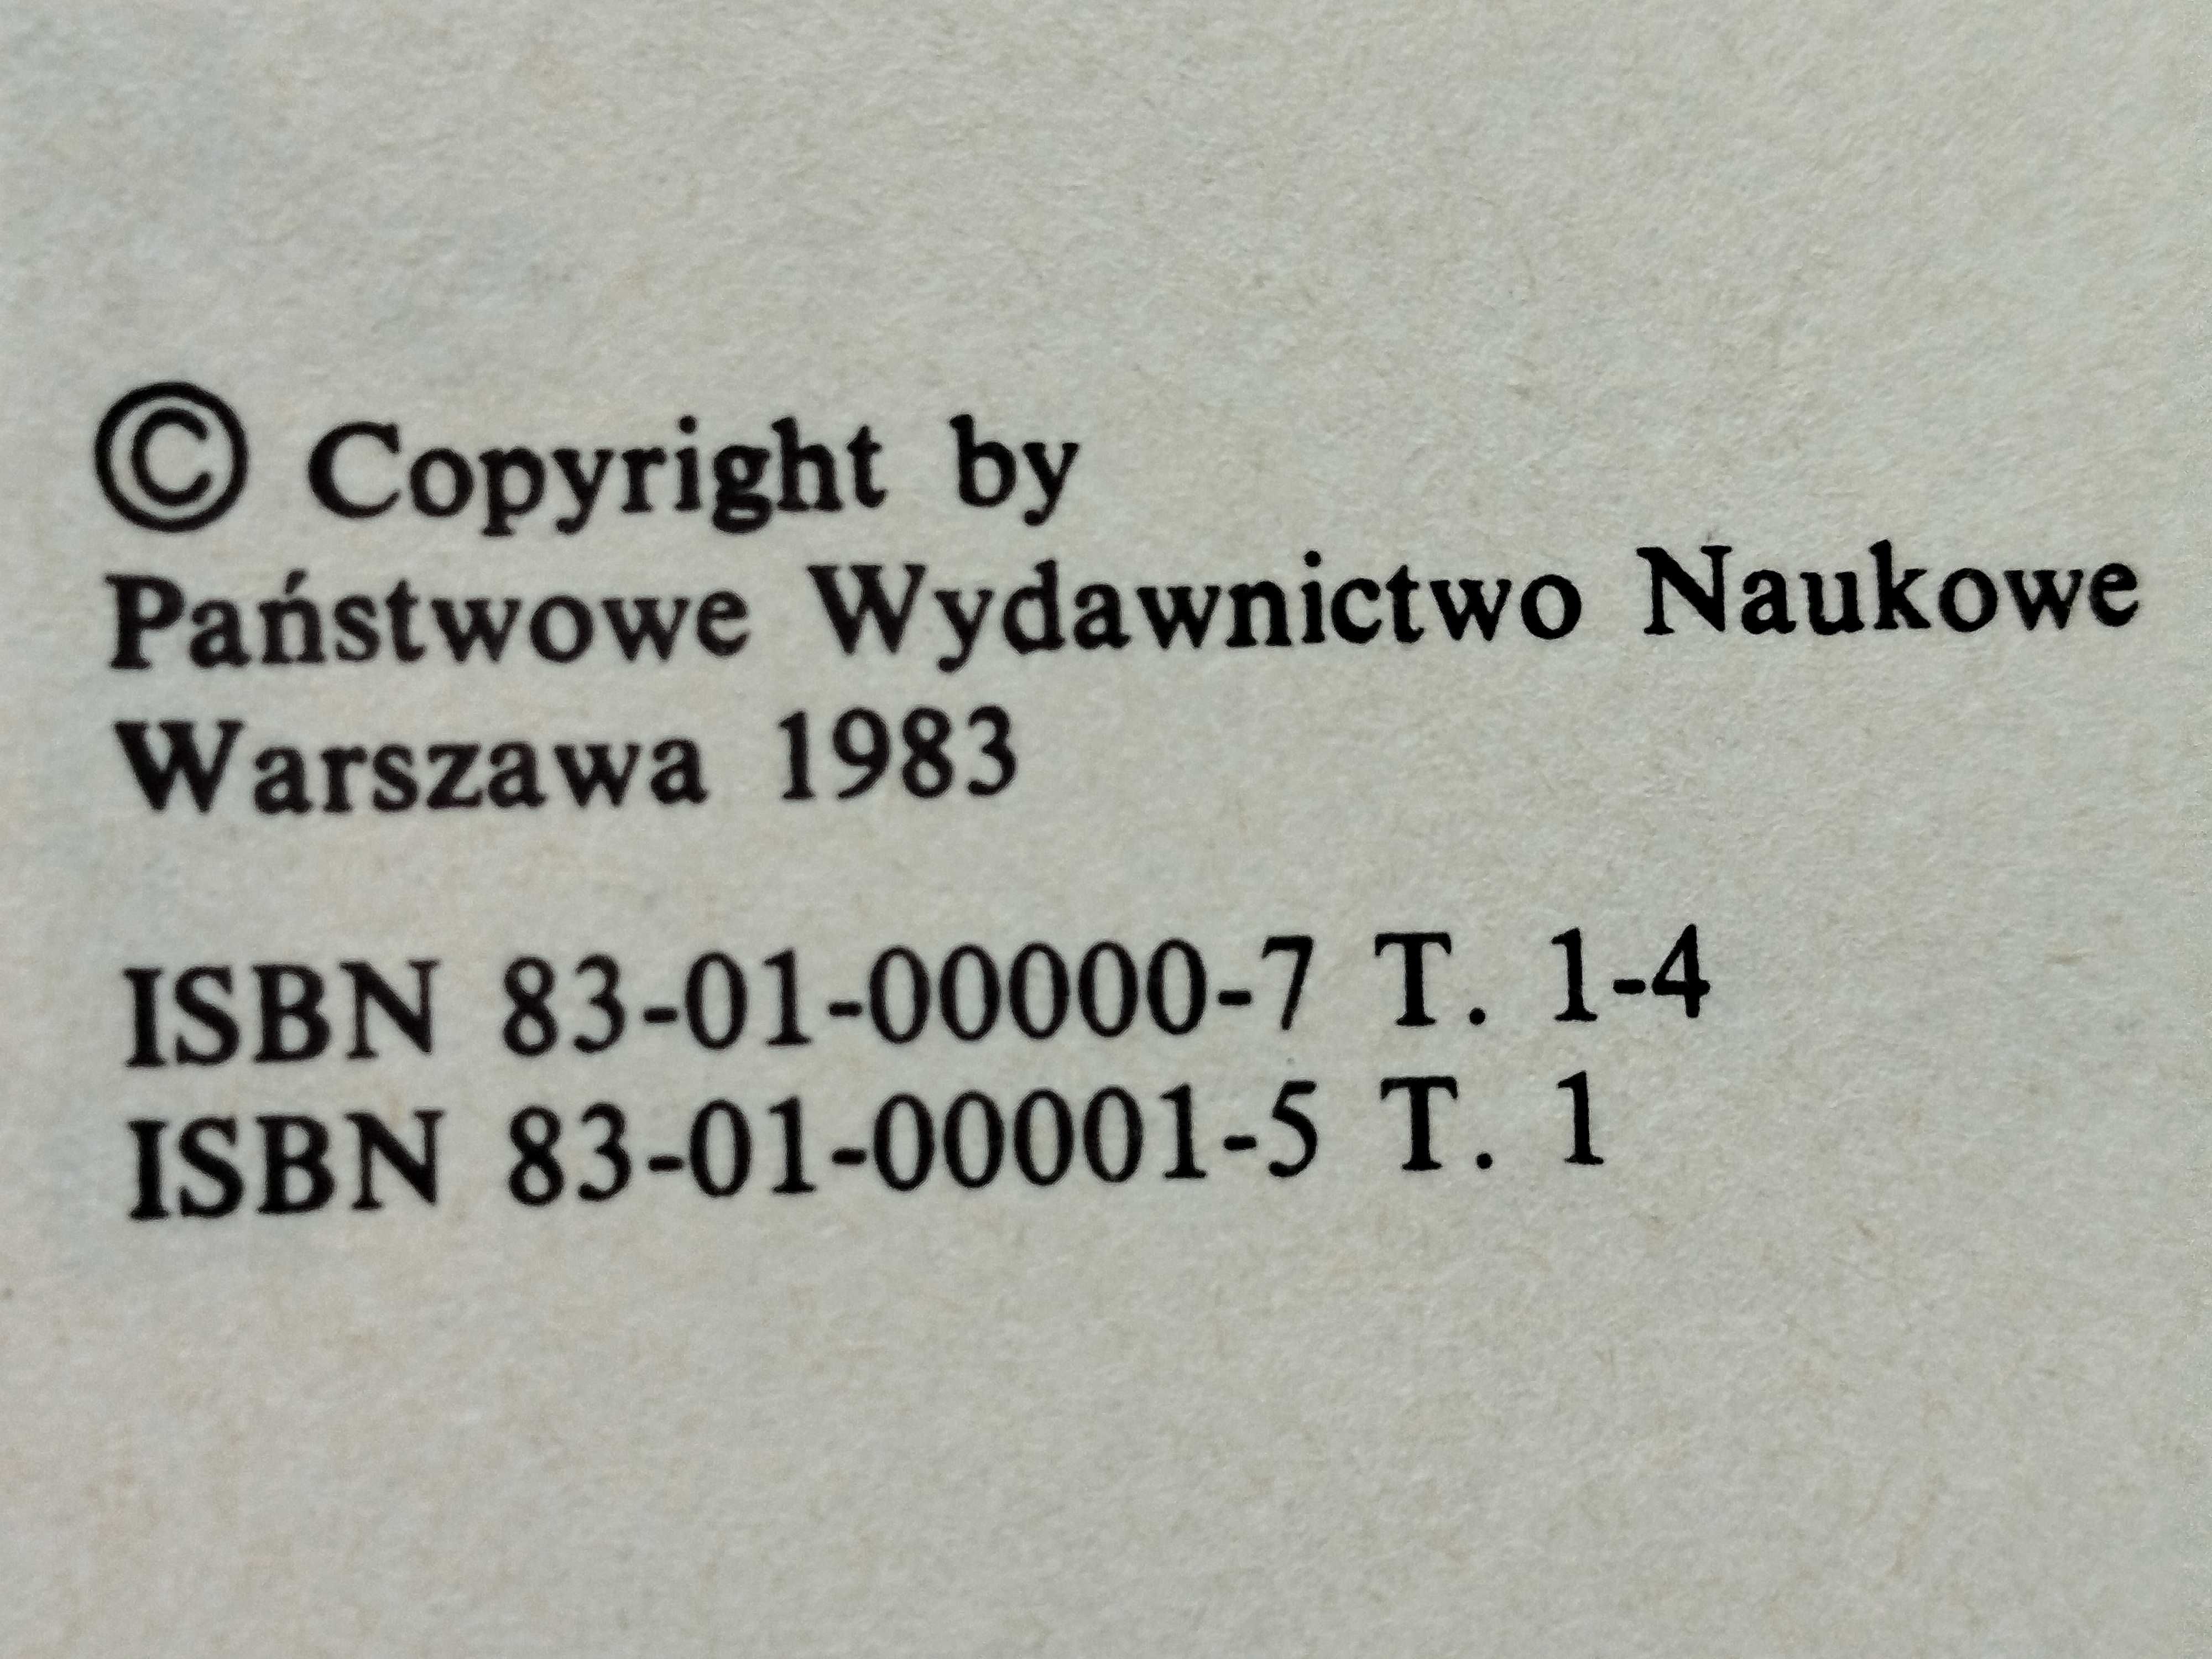 © Copyright by
Państwowe Wydawnictwo Naukowe
Warszawa 1983
ISBN 83-01-00000-7 T. 1-4
ISBN 83-01-00001-5 T. 1